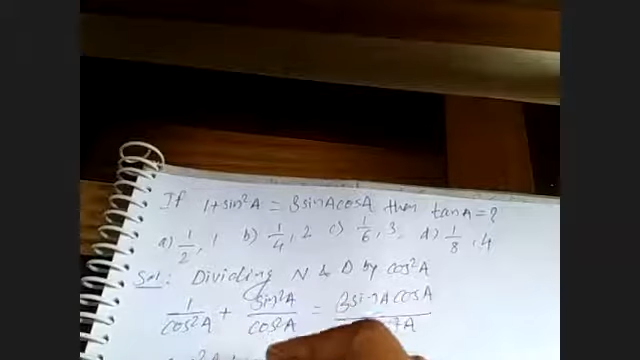 If 1+sin²A = 3sinAcosA then tanA=?
a) 1/2, 1 b) 1/4, 2 c) 1/6, 3 d) 1/8, 4
Sol: Dividing N & D by cos²A
1/cos²A + sin²A/cos²A = 3sinAcosA/